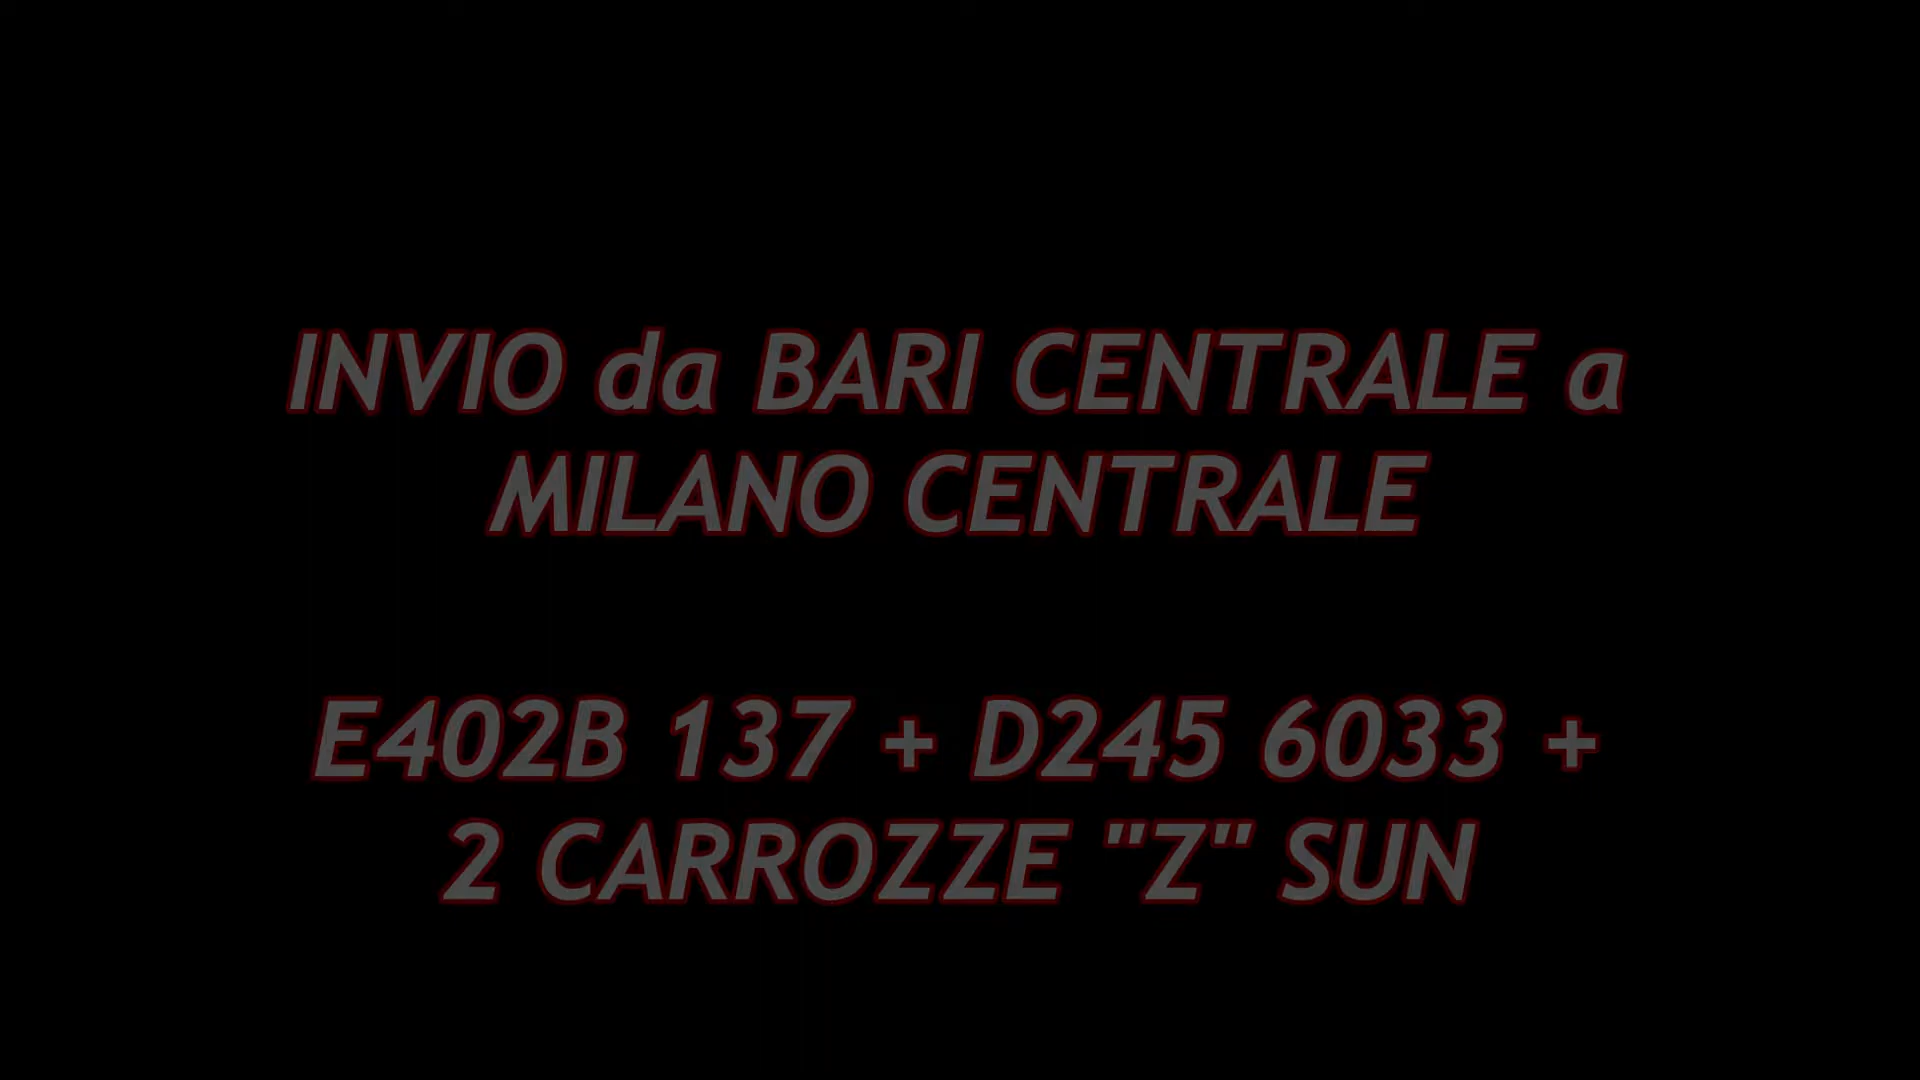 INVIO da BARI CENTRALE a
MILANO CENTRALE
E402B 137 + D245 6033 +
2 CARROZZE "Z" SUN